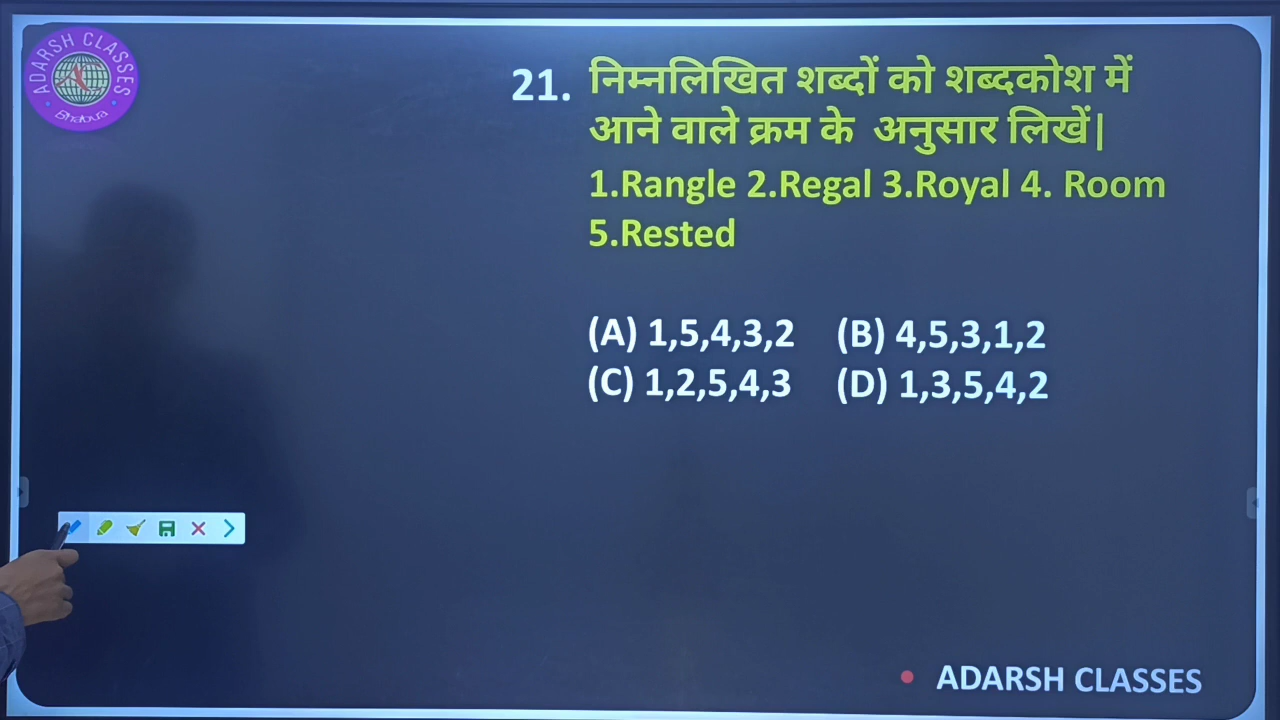 ADARSH CLASSES
Bhabua
21. निम्नलिखित शब्दों को शब्दकोश में
आने वाले क्रम के अनुसार लिखें|
1.Rangle 2.Regal 3.Royal 4. Room
5.Rested
(A) 1,5,4,3,2 (B) 4,5,3,1,2
(C) 1,2,5,4,3 (D) 1,3,5,4,2
• ADARSH CLASSES